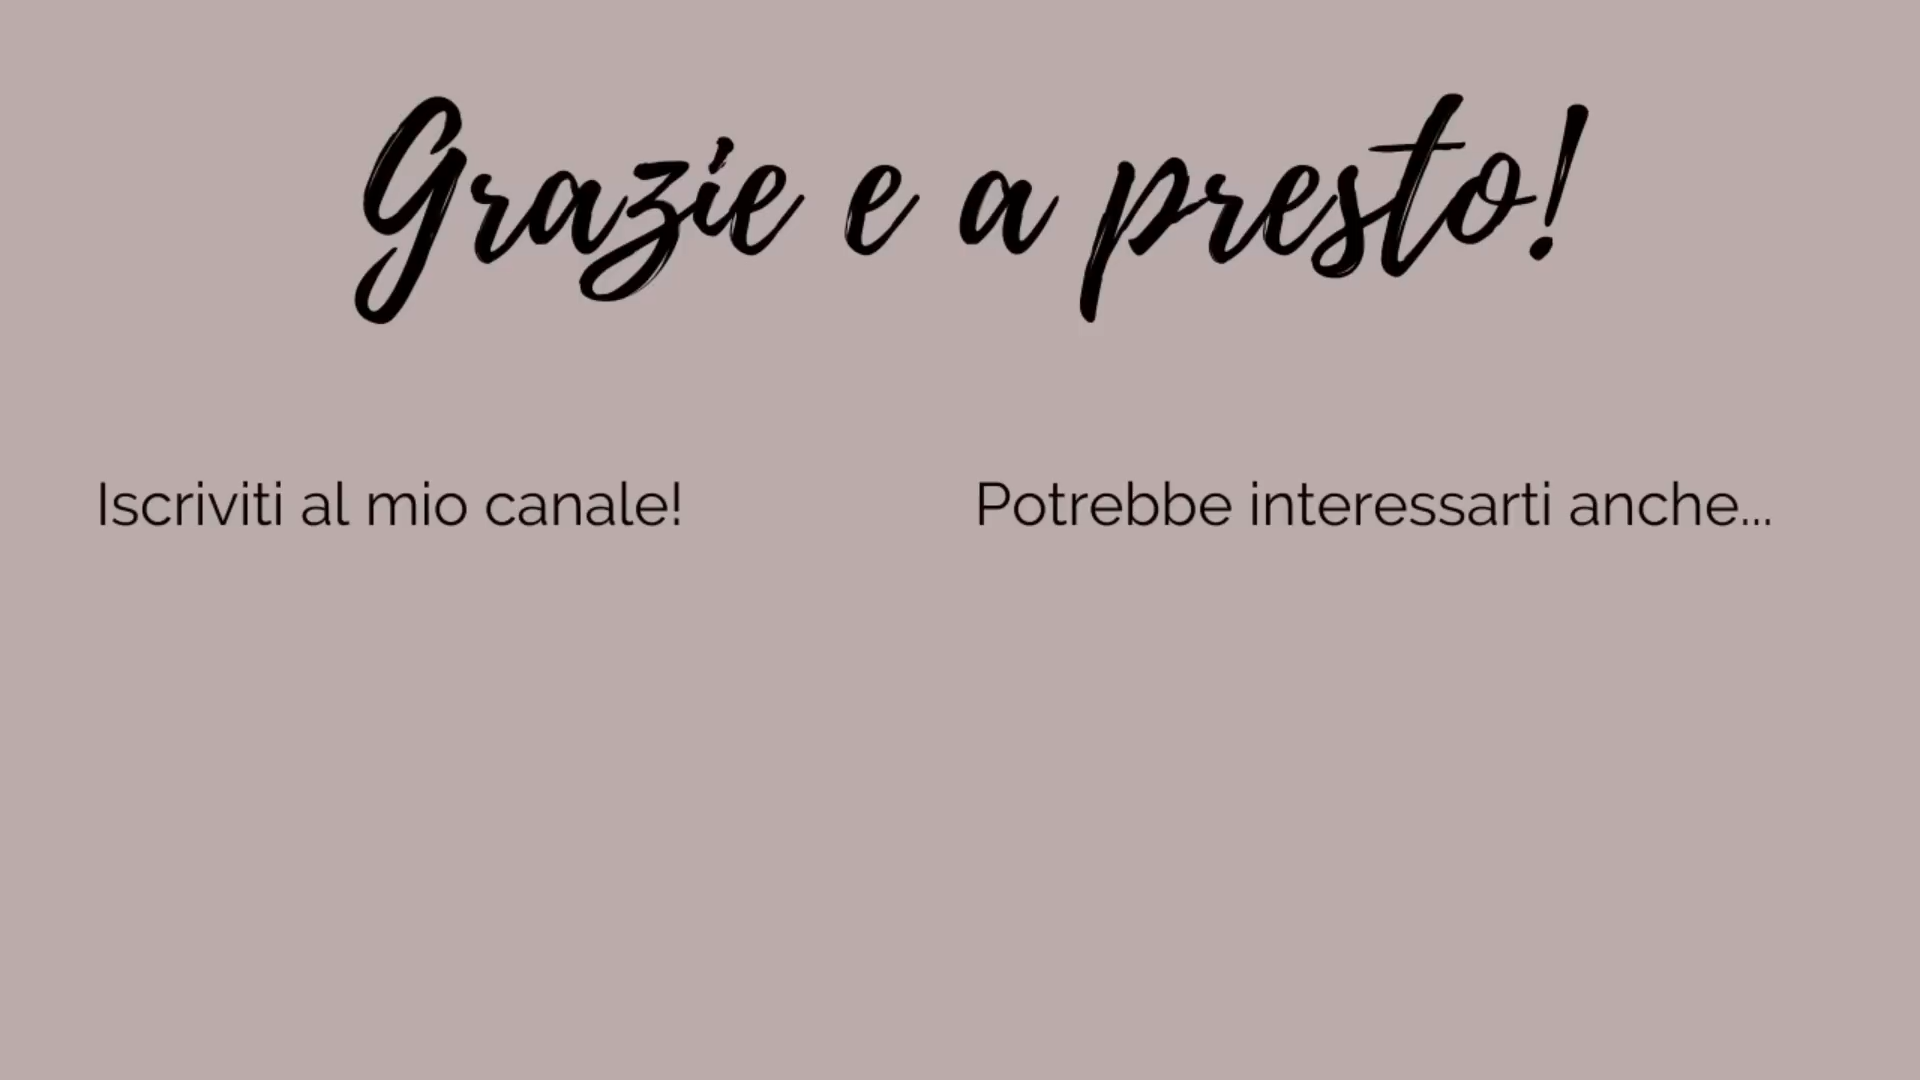 Grazie e a presto!
Iscriviti al mio canale!
Potrebbe interessarti anche...